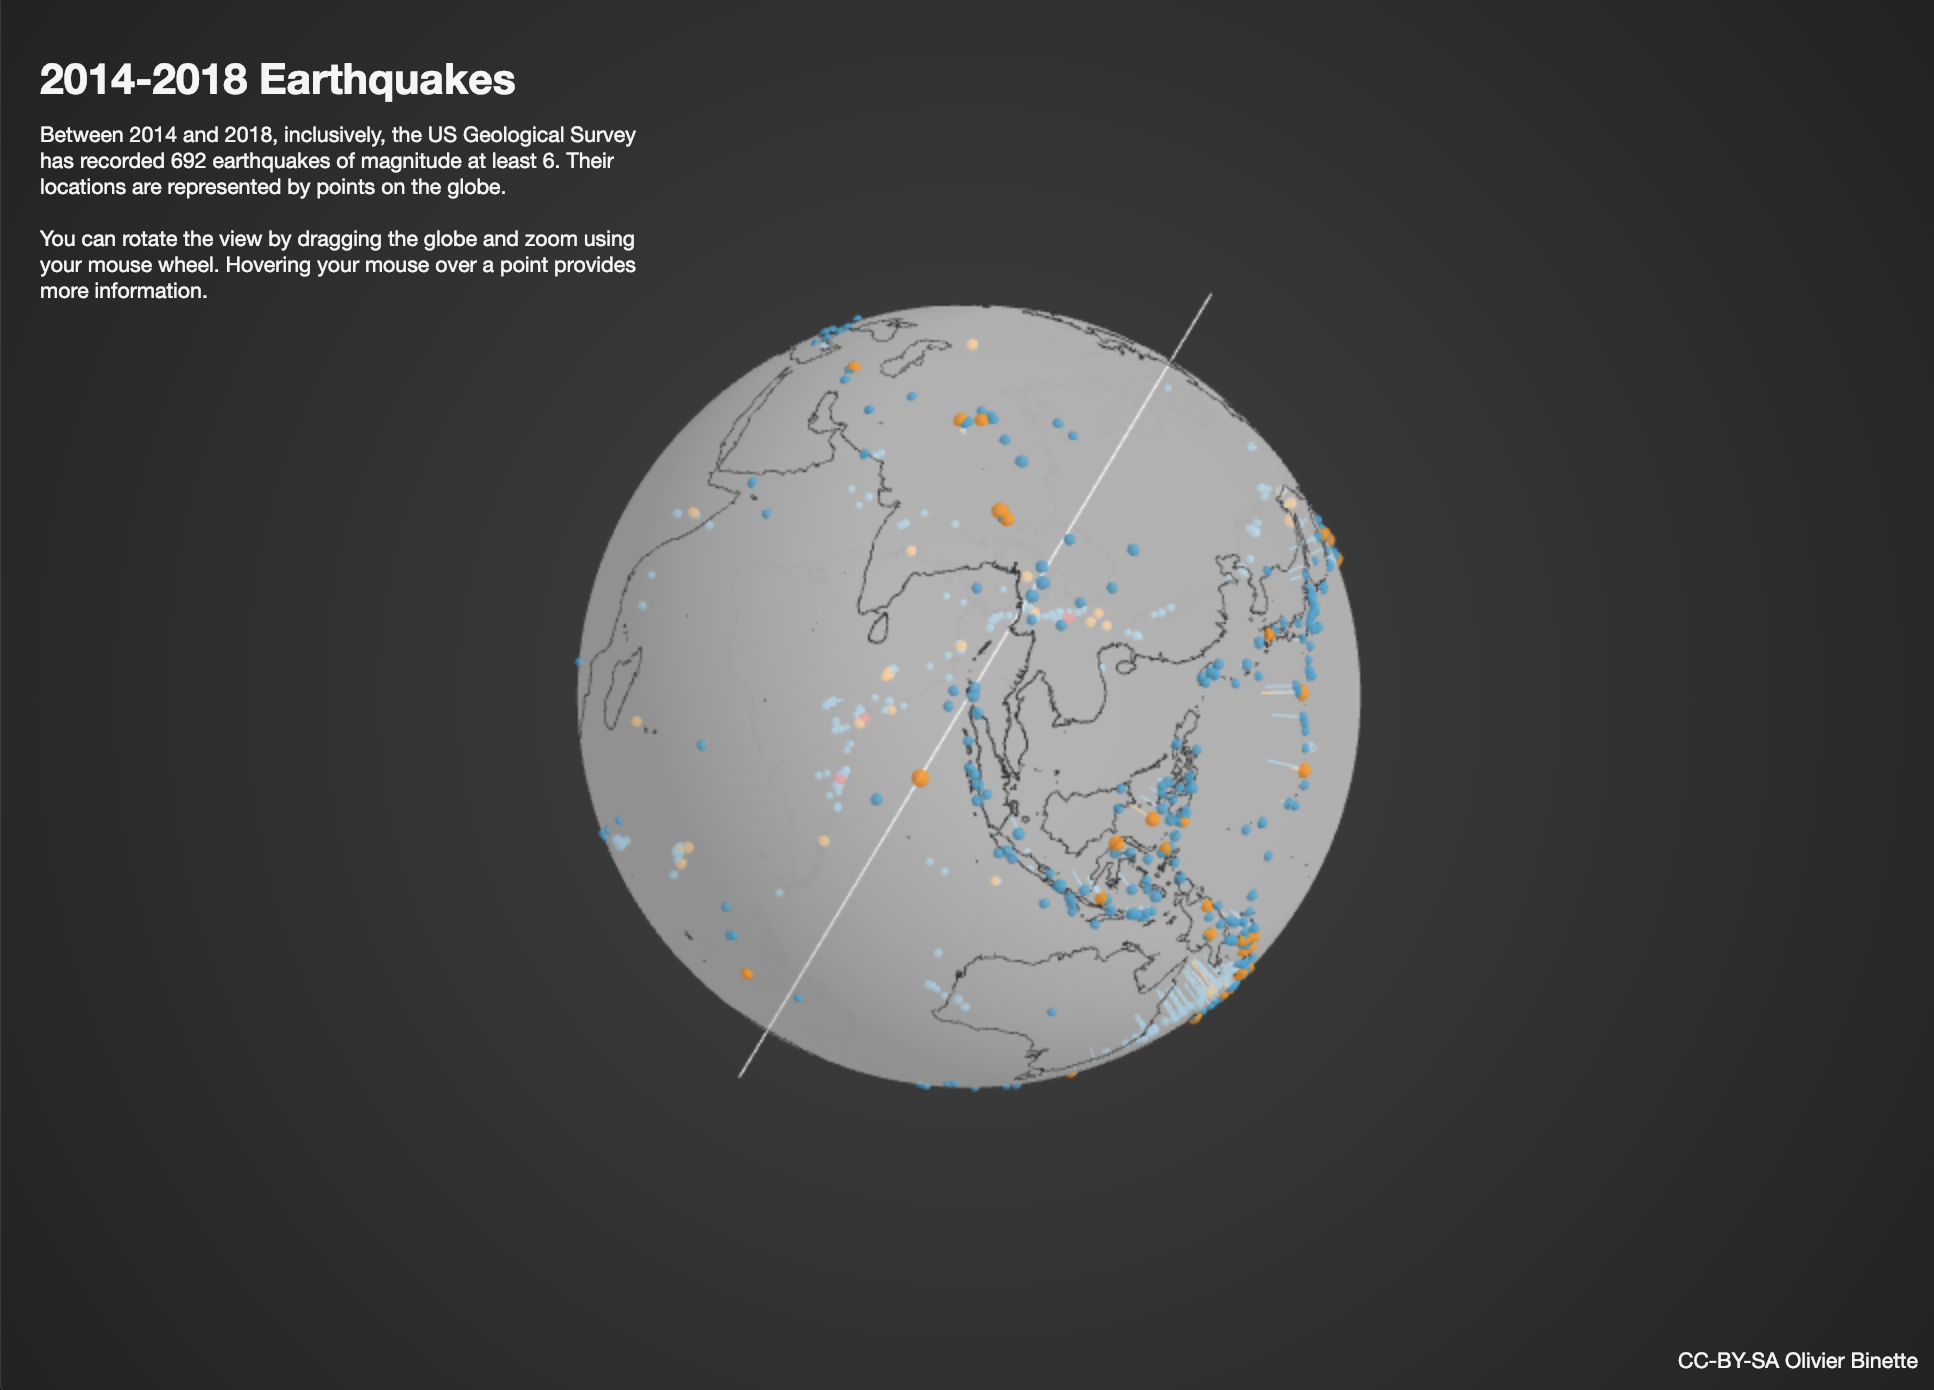 2014-2018 Earthquakes
Between 2014 and 2018, inclusively, the US Geological Survey
has recorded 692 earthquakes of magnitude at least 6. Their
locations are represented by points on the globe.
You can rotate the view by dragging the globe and zoom using
your mouse wheel. Hovering your mouse over a point provides
more information.
CC-BY-SA Olivier Binette